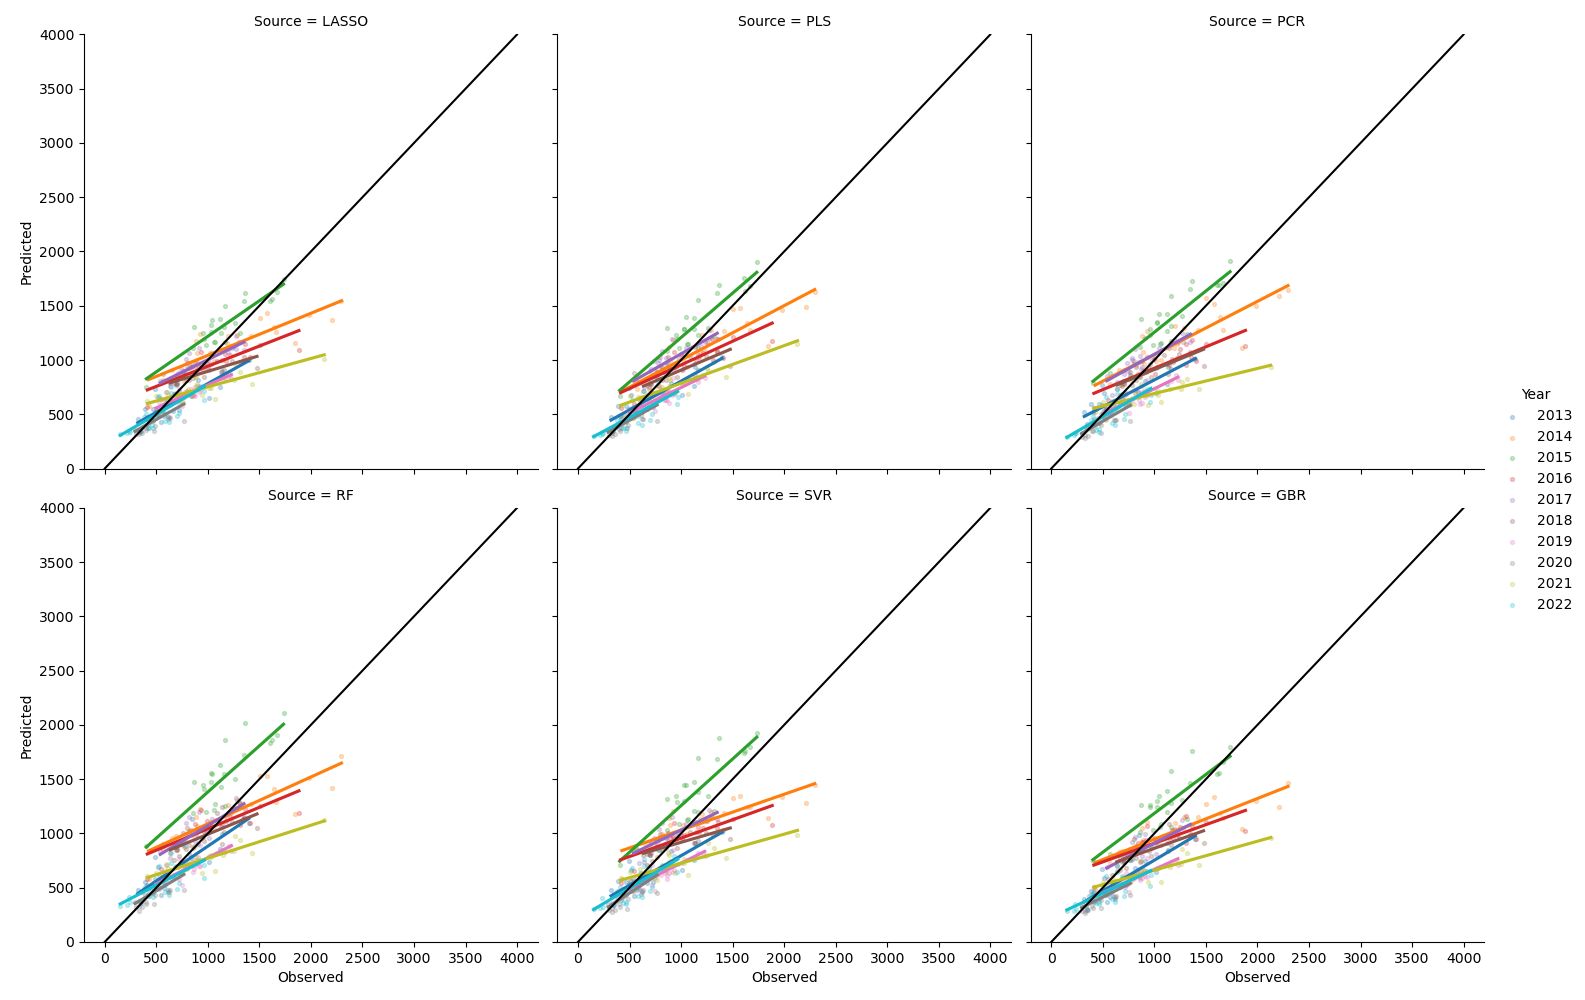 Source = LASSO
Source = PLS
Source = PCR
4000
3500
3000
2500
2000
1500
1000
500
0
Predicted
Source = RF
Source = SVR
Source = GBR
4000
3500
3000
2500
2000
1500
1000
500
0
Predicted
0 500 1000 1500 2000 2500 3000 3500 4000
0 500 1000 1500 2000 2500 3000 3500 4000
0 500 1000 1500 2000 2500 3000 3500 4000
Observed
Observed
Observed
Year
2013
2014
2015
2016
2017
2018
2019
2020
2021
2022